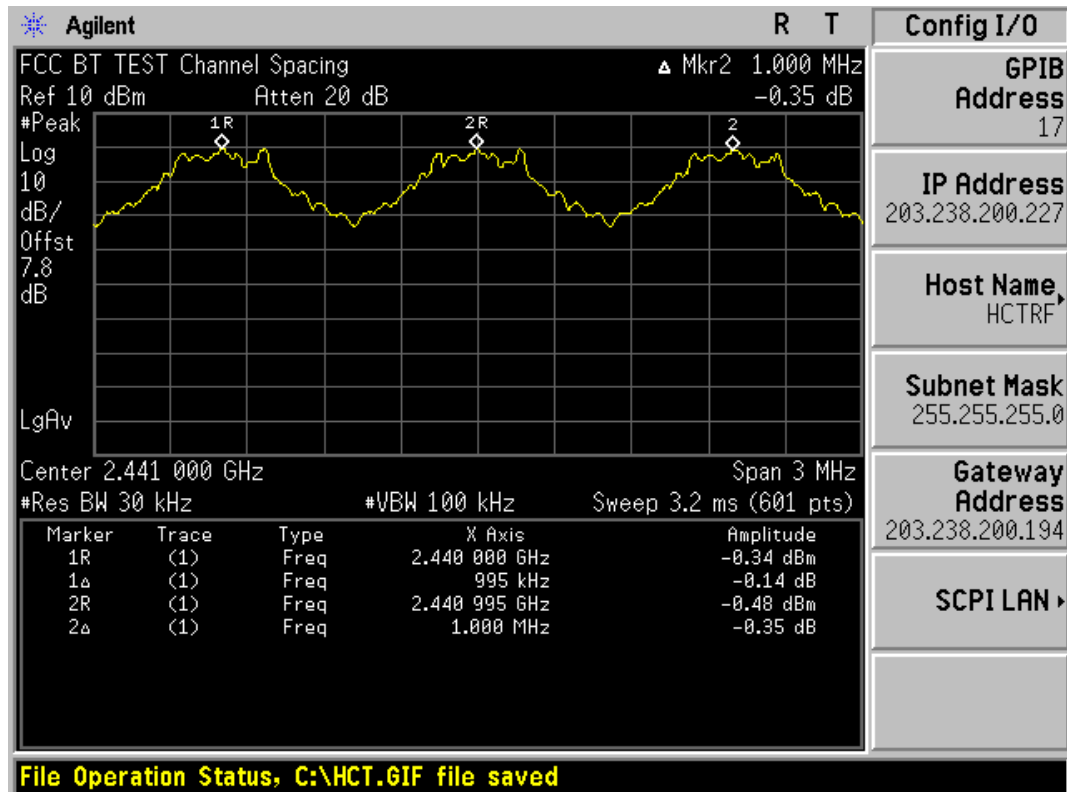 Agilent R T
FCC BT TEST Channel Spacing ▵ Mkr2 1.000 MHz
Ref 10 dBm Atten 20 dB -0.35 dB
#Peak
Log
10
dB/
Offst
7.8
dB
LgAv
1R 2R 2
Center 2.441 000 GHz Span 3 MHz
#Res BW 30 kHz #VBW 100 kHz Sweep 3.2 ms (601 pts)
Marker Trace Type X Axis Amplitude
1R (1) Freq 2.440 000 GHz -0.34 dBm
1▵ (1) Freq 995 kHz -0.14 dB
2R (1) Freq 2.440 995 GHz -0.48 dBm
2▵ (1) Freq 1.000 MHz -0.35 dB
Config I/O
GPIB
Address
17
IP Address
203.238.200.227
Host Name
HCTRF
Subnet Mask
255.255.255.0
Gateway
Address
203.238.200.194
SCPI LAN
File Operation Status, C:\HCT.GIF file saved